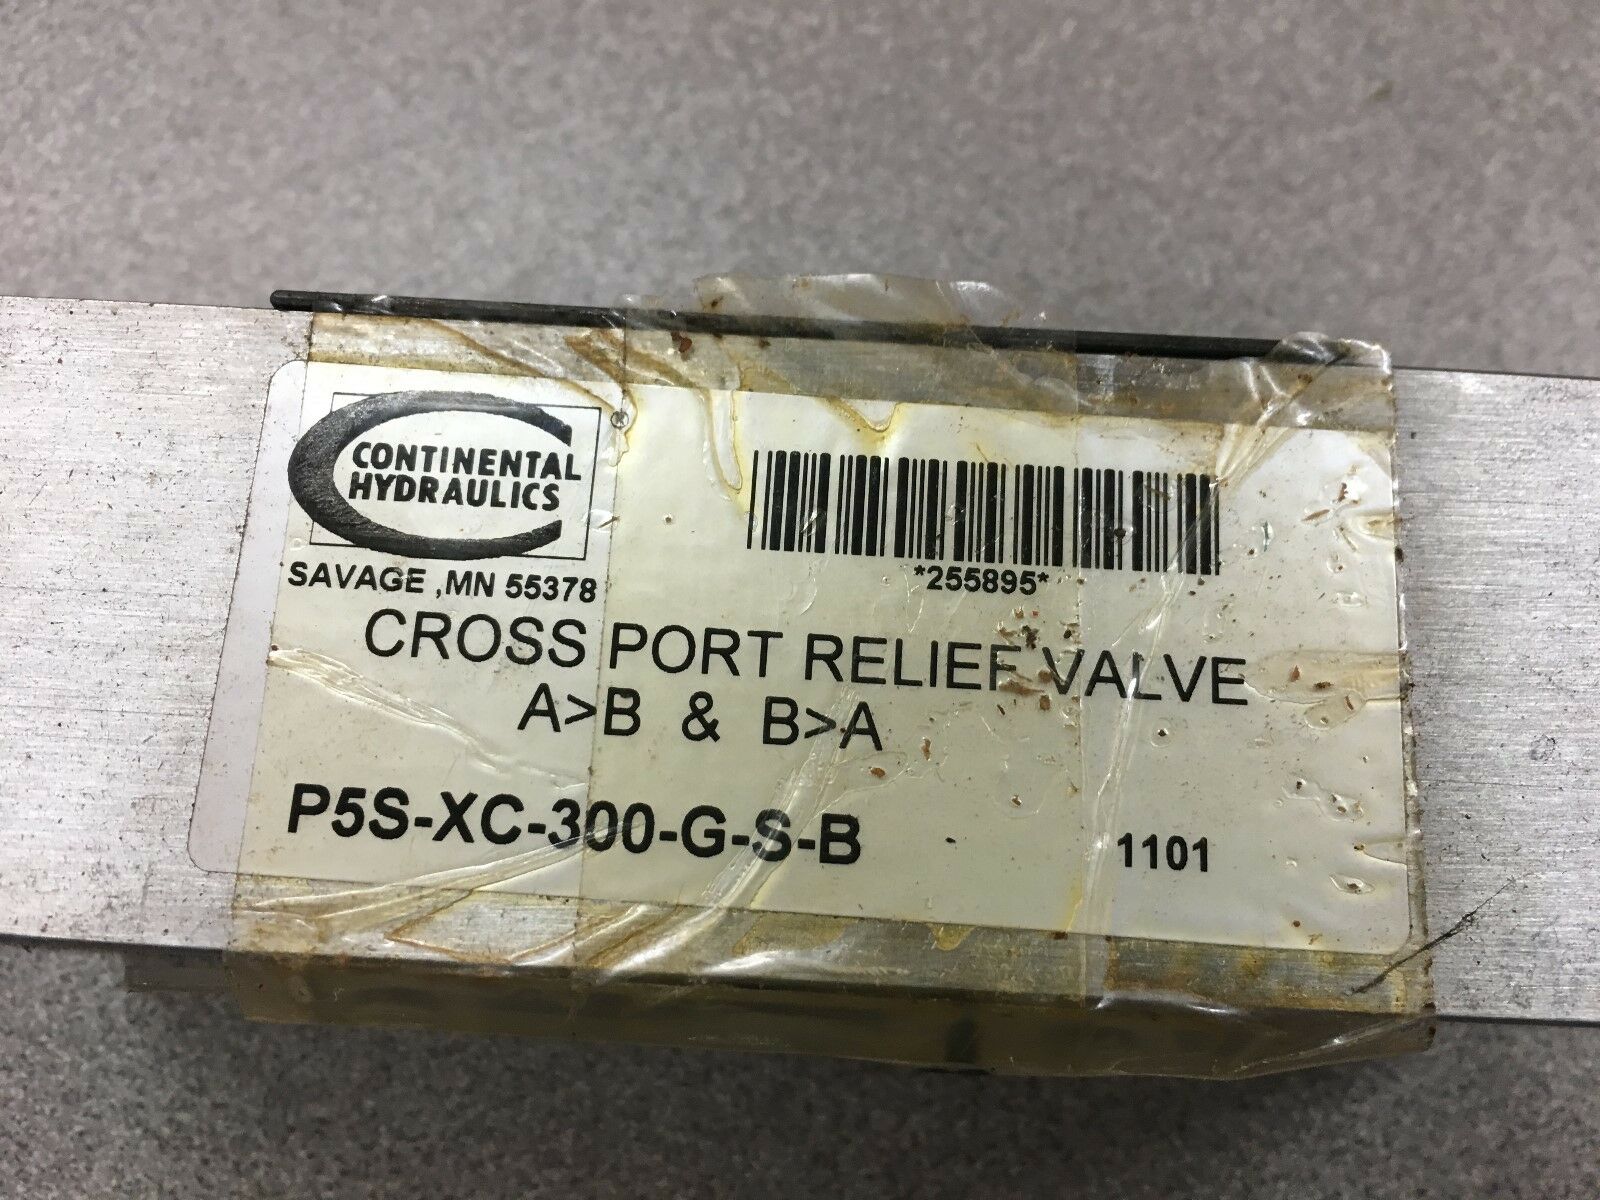 CONTINENTAL
HYDRAULICS
®
SAVAGE ,MN 55378
*255895*
CROSS PORT RELIEF VALVE
A>B & B>A
P5S-XC-300-G-S-B
1101